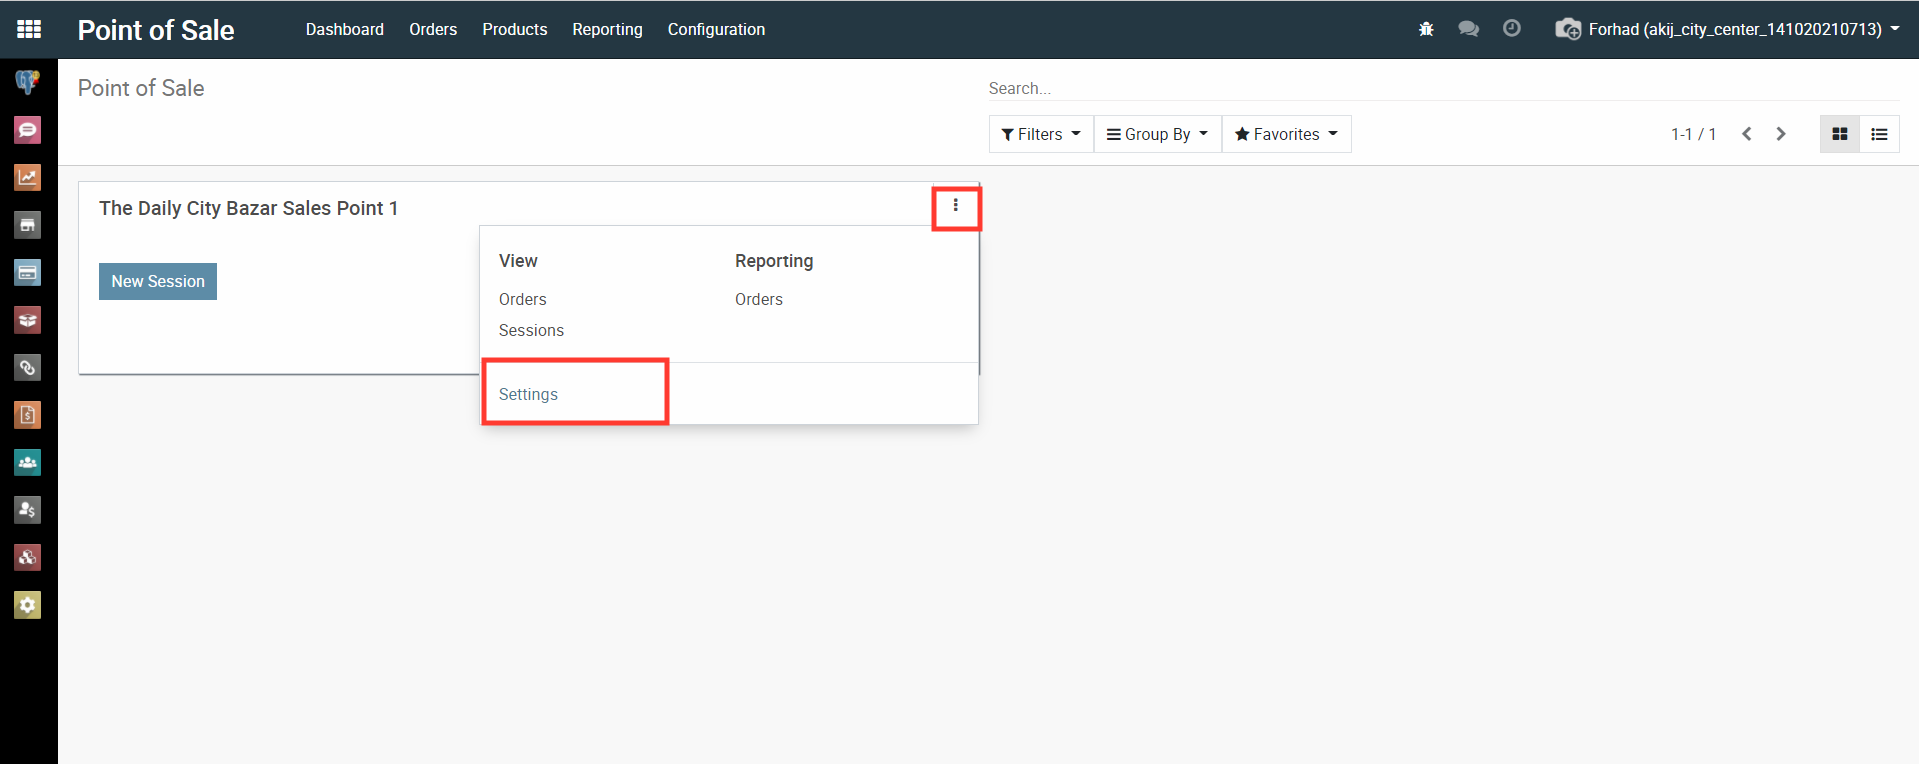 Point of Sale
Dashboard Orders Products Reporting Configuration
Forhad (akij_city_center_141020210713)
Point of Sale
Search...
Filters Group By Favorites
1-1 / 1
The Daily City Bazar Sales Point 1
New Session
View Reporting
Orders Orders
Sessions
Settings